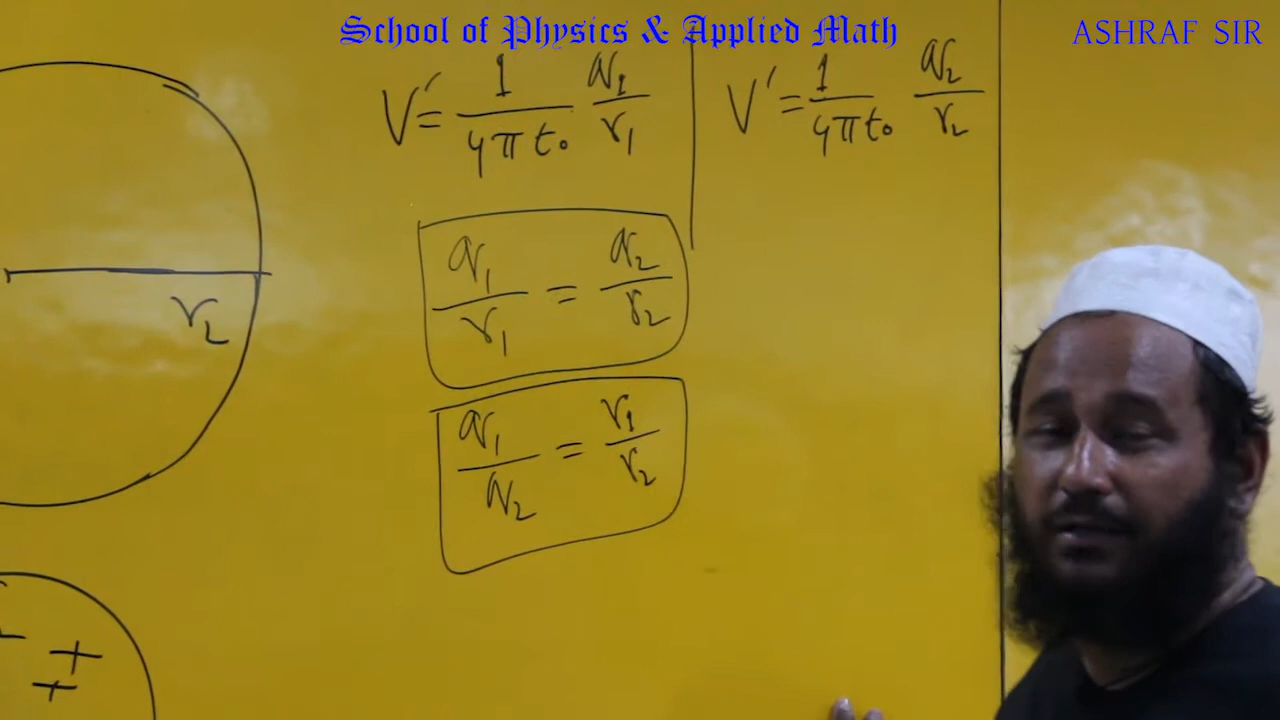 School of Physics & Applied Math
ASHRAF SIR
V' = 1/4πε₀ q₁/r₁
V' = 1/4πε₀ q₂/r₂
q₁/r₁ = q₂/r₂
q₁/q₂ = r₁/r₂
r₂
+
+